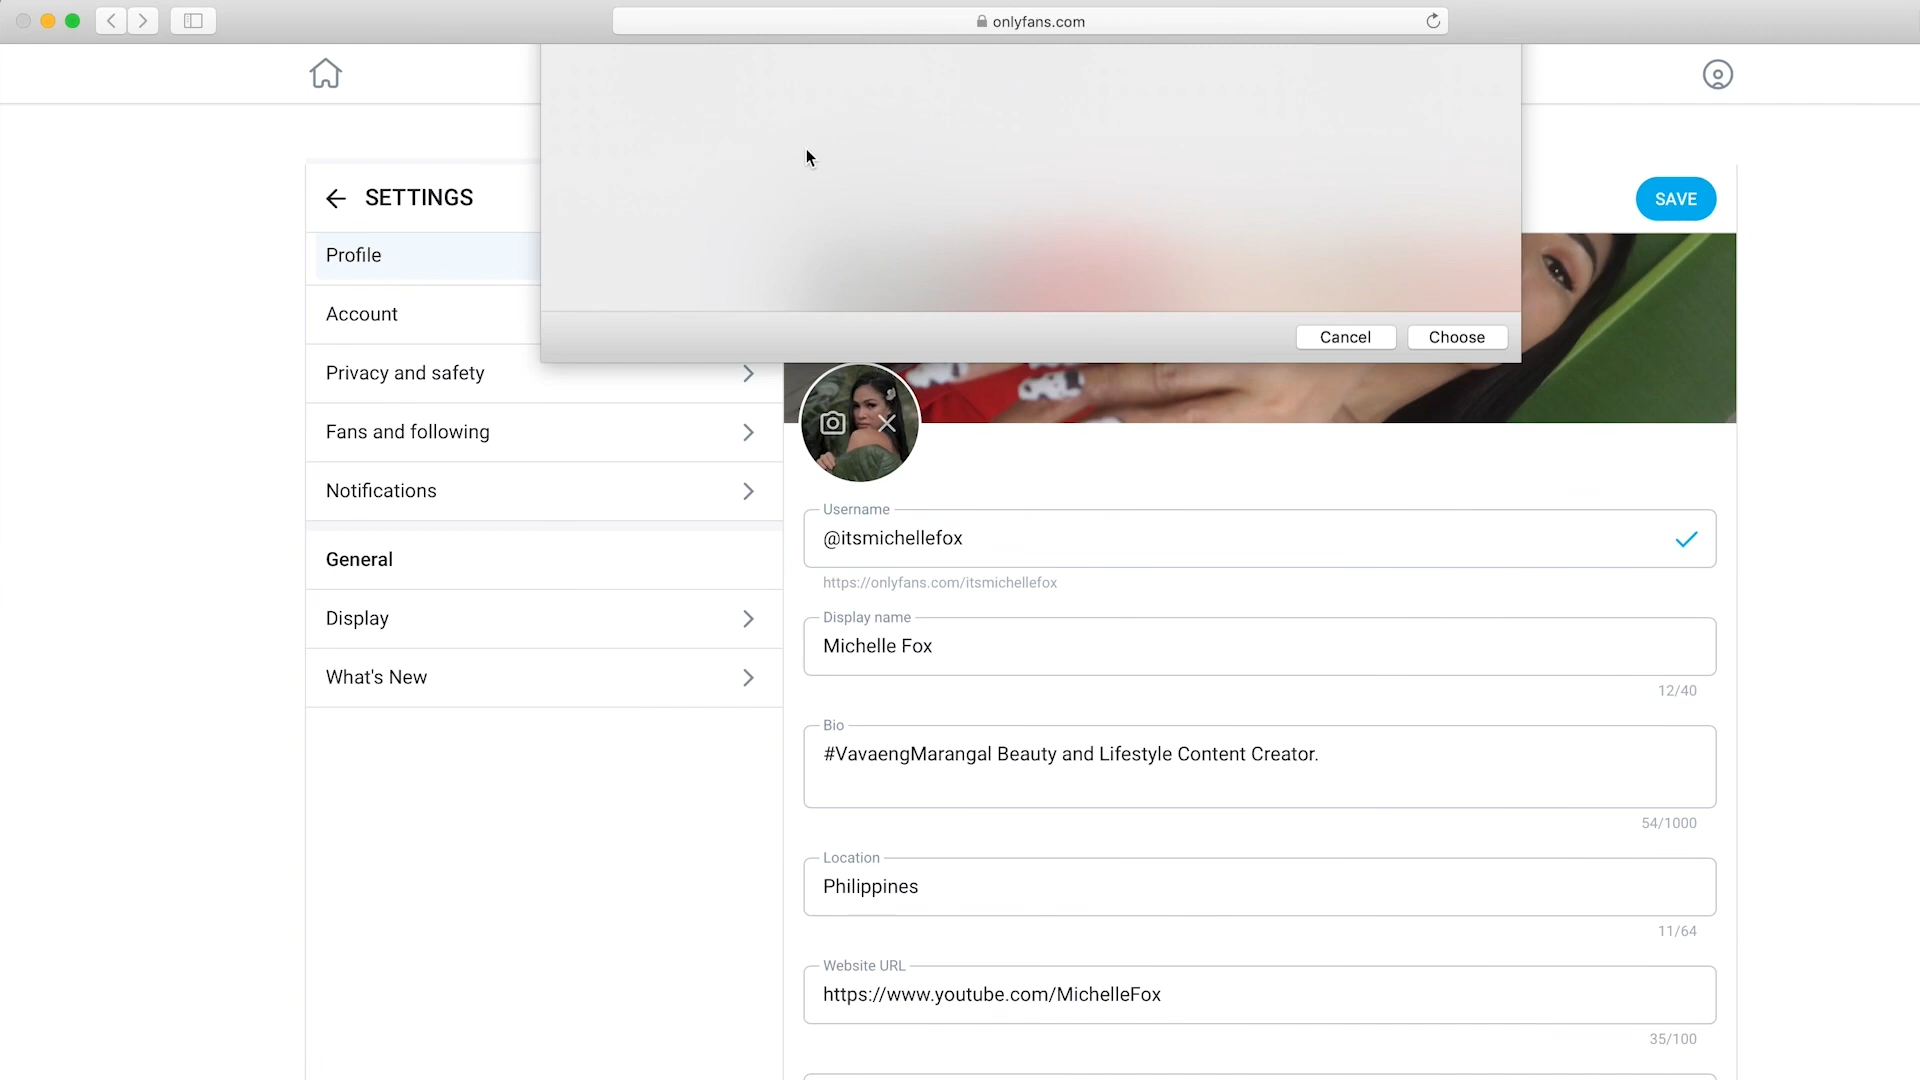 onlyfans.com
SETTINGS
SAVE
Profile
Account
Cancel
Choose
Privacy and safety
Fans and following
Notifications
General
Display
What's New
Username
@itsmichellefox
https://onlyfans.com/itsmichellefox
Display name
Michelle Fox
12/40
Bio
#VavaengMarangal Beauty and Lifestyle Content Creator.
54/1000
Location
Philippines
11/64
Website URL
https://www.youtube.com/MichelleFox
35/100